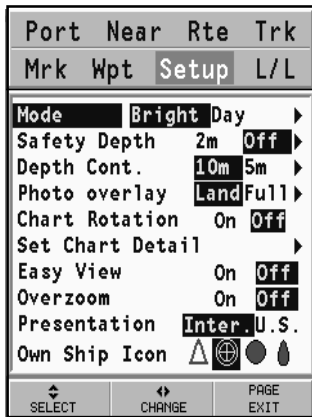 Port Near Rte Trk
Mrk Wpt Setup L/L
Mode Bright Day
Safety Depth 2m Off
Depth Cont. 10m 5m
Photo overlay Land Full
Chart Rotation On Off
Set Chart Detail
Easy View On Off
Overzoom On Off
Presentation Inter. U.S.
Own Ship Icon
SELECT CHANGE PAGE EXIT